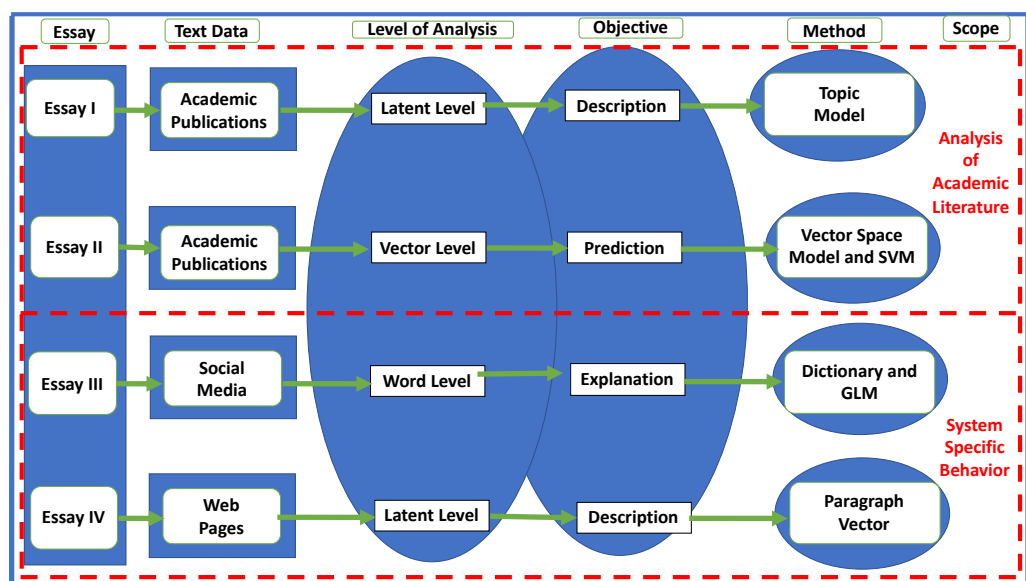 Essay
Text Data
Level of Analysis
Objective
Method
Scope
Essay I
Academic
Publications
Latent Level
Description
Topic
Model
Analysis
of
Academic
Literature
Essay II
Academic
Publications
Vector Level
Prediction
Vector Space
Model and SVM
Essay III
Social
Media
Word Level
Explanation
Dictionary and
GLM
System
Specific
Behavior
Essay IV
Web
Pages
Latent Level
Description
Paragraph
Vector